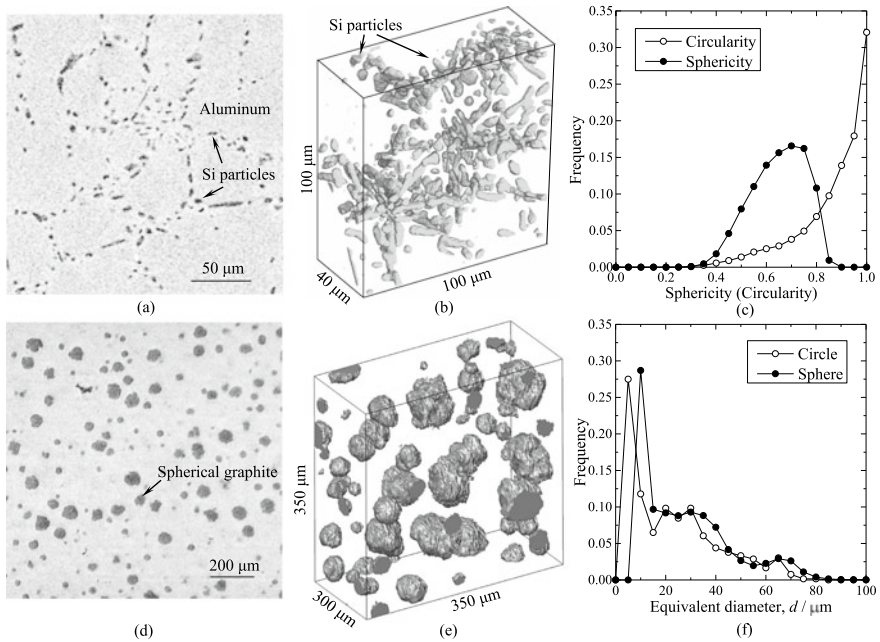 Aluminum
Si particles
50 μm
(a)
Si particles
100 μm
40 μm
100 μm
(b)
0.35
0.30
0.25
0.20
0.15
0.10
0.05
0.00
Frequency
Circularity
Sphericity
0.0 0.2 0.4 0.6 0.8 1.0
Sphericity (Circularity)
(c)
Spherical graphite
200 μm
(d)
350 μm
300 μm
350 μm
(e)
0.35
0.30
0.25
0.20
0.15
0.10
0.05
0.00
Frequency
Circle
Sphere
0 20 40 60 80 100
Equivalent diameter, d / μm
(f)